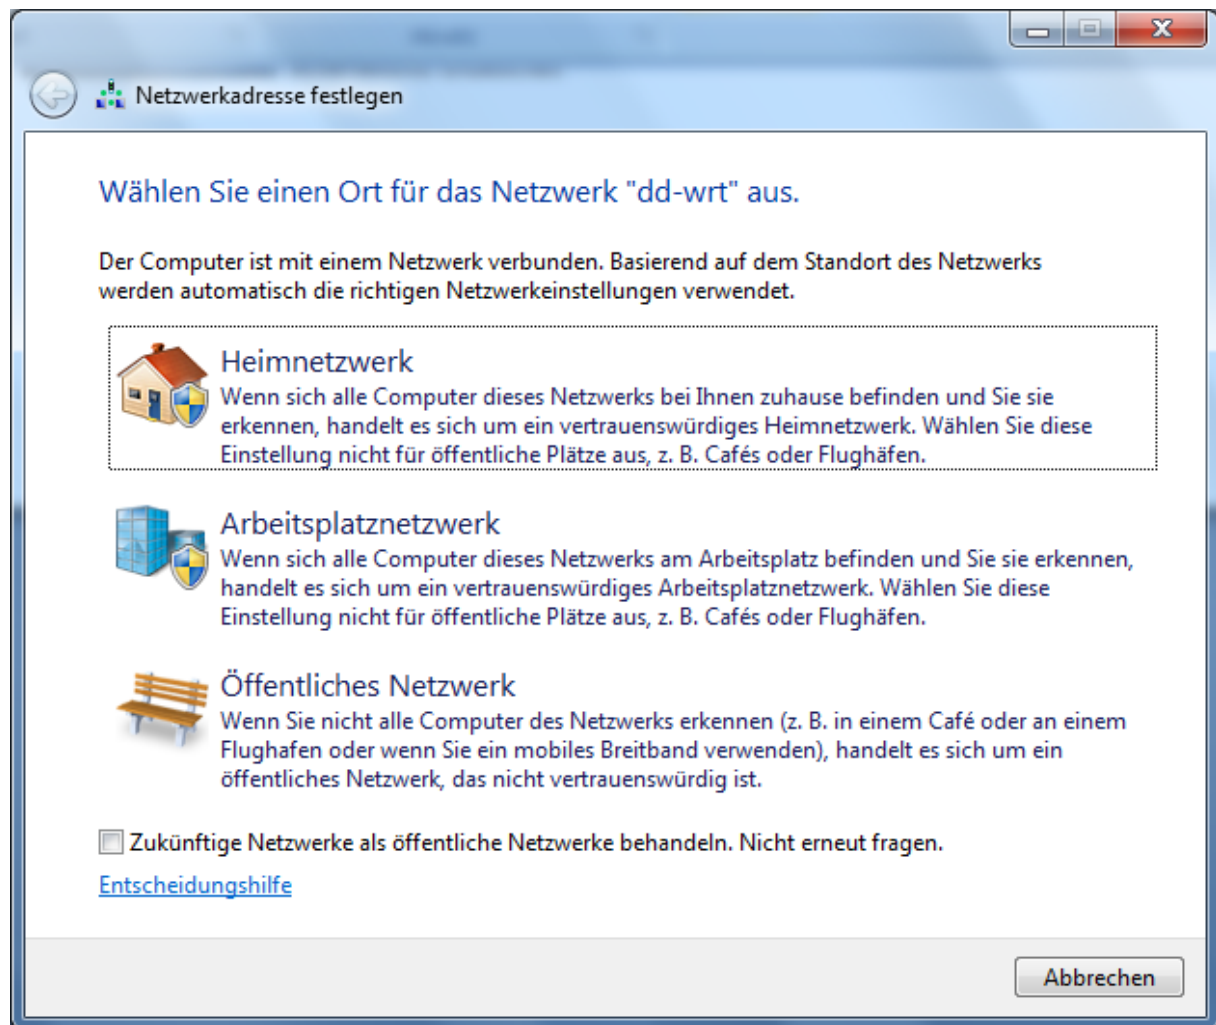 Netzwerkadresse festlegen
Wählen Sie einen Ort für das Netzwerk "dd-wrt" aus.
Der Computer ist mit einem Netzwerk verbunden. Basierend auf dem Standort des Netzwerks
werden automatisch die richtigen Netzwerkeinstellungen verwendet.
Heimnetzwerk
Wenn sich alle Computer dieses Netzwerks bei Ihnen zuhause befinden und Sie sie
erkennen, handelt es sich um ein vertrauenswürdiges Heimnetzwerk. Wählen Sie diese
Einstellung nicht für öffentliche Plätze aus, z. B. Cafés oder Flughäfen.
Arbeitsplatznetzwerk
Wenn sich alle Computer dieses Netzwerks am Arbeitsplatz befinden und Sie sie erkennen,
handelt es sich um ein vertrauenswürdiges Arbeitsplatznetzwerk. Wählen Sie diese
Einstellung nicht für öffentliche Plätze aus, z. B. Cafés oder Flughäfen.
Öffentliches Netzwerk
Wenn Sie nicht alle Computer des Netzwerks erkennen (z. B. in einem Café oder an einem
Flughafen oder wenn Sie ein mobiles Breitband verwenden), handelt es sich um ein
öffentliches Netzwerk, das nicht vertrauenswürdig ist.
Zukünftige Netzwerke als öffentliche Netzwerke behandeln. Nicht erneut fragen.
Entscheidungshilfe
Abbrechen